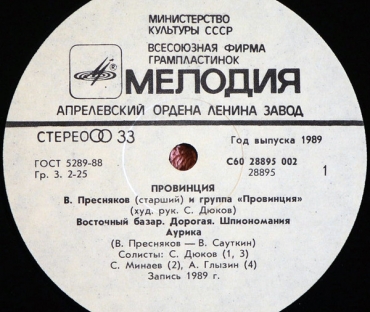 МИНИСТЕРСТВО
КУЛЬТУРЫ СССР
ВСЕСОЮЗНАЯ ФИРМА
ГРАМПЛАСТИНОК
МЕЛОДИЯ
АПРЕЛЕВСКИЙ ОРДЕНА ЛЕНИНА ЗАВОД
СТЕРЕО 33
Год выпуска 1989
ГОСТ 5289-88
Гр. 3. 2-25
С60 28895 002
28895
1
ПРОВИНЦИЯ
В. Пресняков (старший) и группа «Провинция»
(худ. рук. С. Дюков)
Восточный базар. Дорогая. Шпиономания
Аурика
(В. Пресняков — В. Сауткин)
Солисты: С. Дюков (1, 3)
С. Минаев (2), А. Глызин (4)
Запись 1989 г.